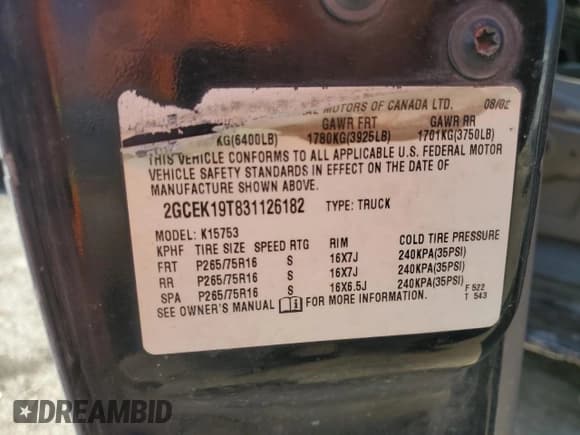 MOTORS OF CANADA LTD. 08/02
GAWR FRT GAWR RR
KG(6400LB) 1780KG(3925LB) 1701KG(3750LB)
THIS VEHICLE CONFORMS TO ALL APPLICABLE U.S. FEDERAL MOTOR
VEHICLE SAFETY STANDARDS IN EFFECT ON THE DATE OF
MANUFACTURE SHOWN ABOVE.
2GCEK19T831126182 TYPE: TRUCK
MODEL: K15753
KPHF TIRE SIZE SPEED RTG RIM COLD TIRE PRESSURE
FRT P265/75R16 S 16X7J 240KPA(35PSI)
RR P265/75R16 S 16X7J 240KPA(35PSI)
SPA P265/75R16 S 16X6.5J 240KPA(35PSI)
SEE OWNER'S MANUAL FOR MORE INFORMATION. F 522
T 543
DREAMBID